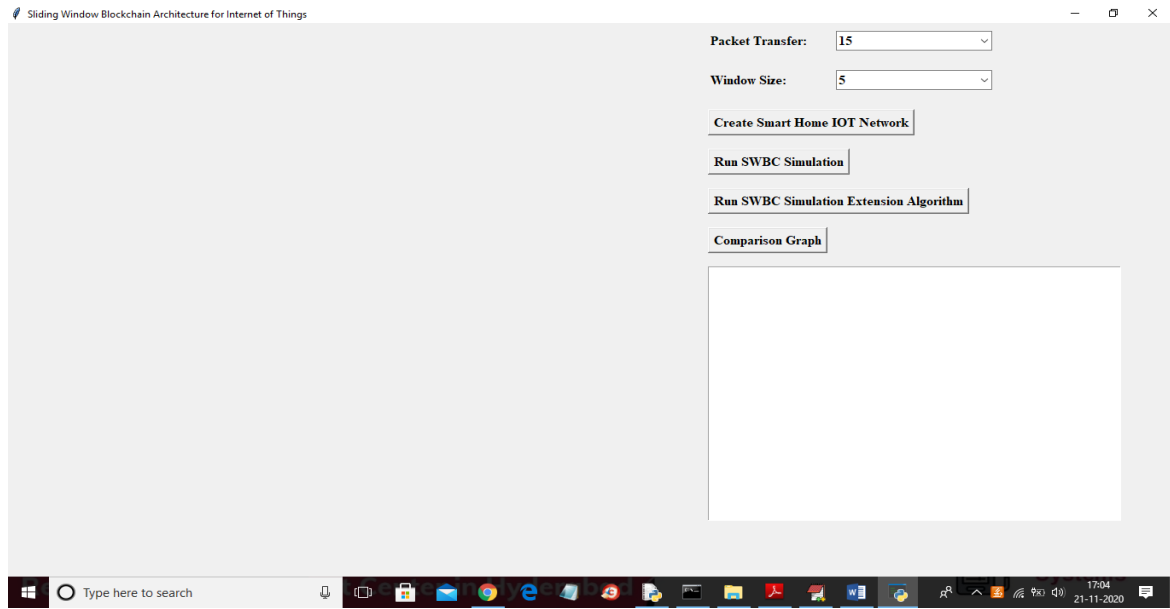 Sliding Window Blockchain Architecture for Internet of Things
Packet Transfer: 15
Window Size: 5
Create Smart Home IOT Network
Run SWBC Simulation
Run SWBC Simulation Extension Algorithm
Comparison Graph
Type here to search
17:04
21-11-2020